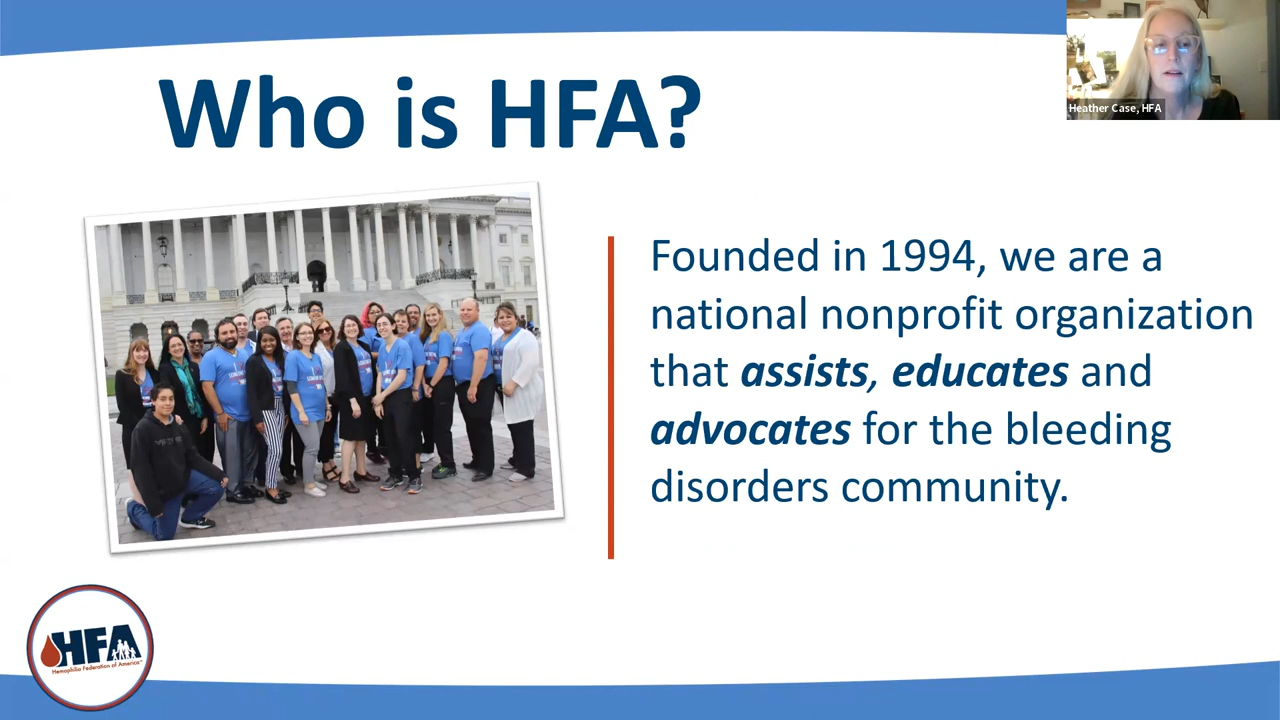 Who is HFA?
Heather Case, HFA
Founded in 1994, we are a
national nonprofit organization
that assists, educates and
advocates for the bleeding
disorders community.
HFA
Hemophilia Federation of America